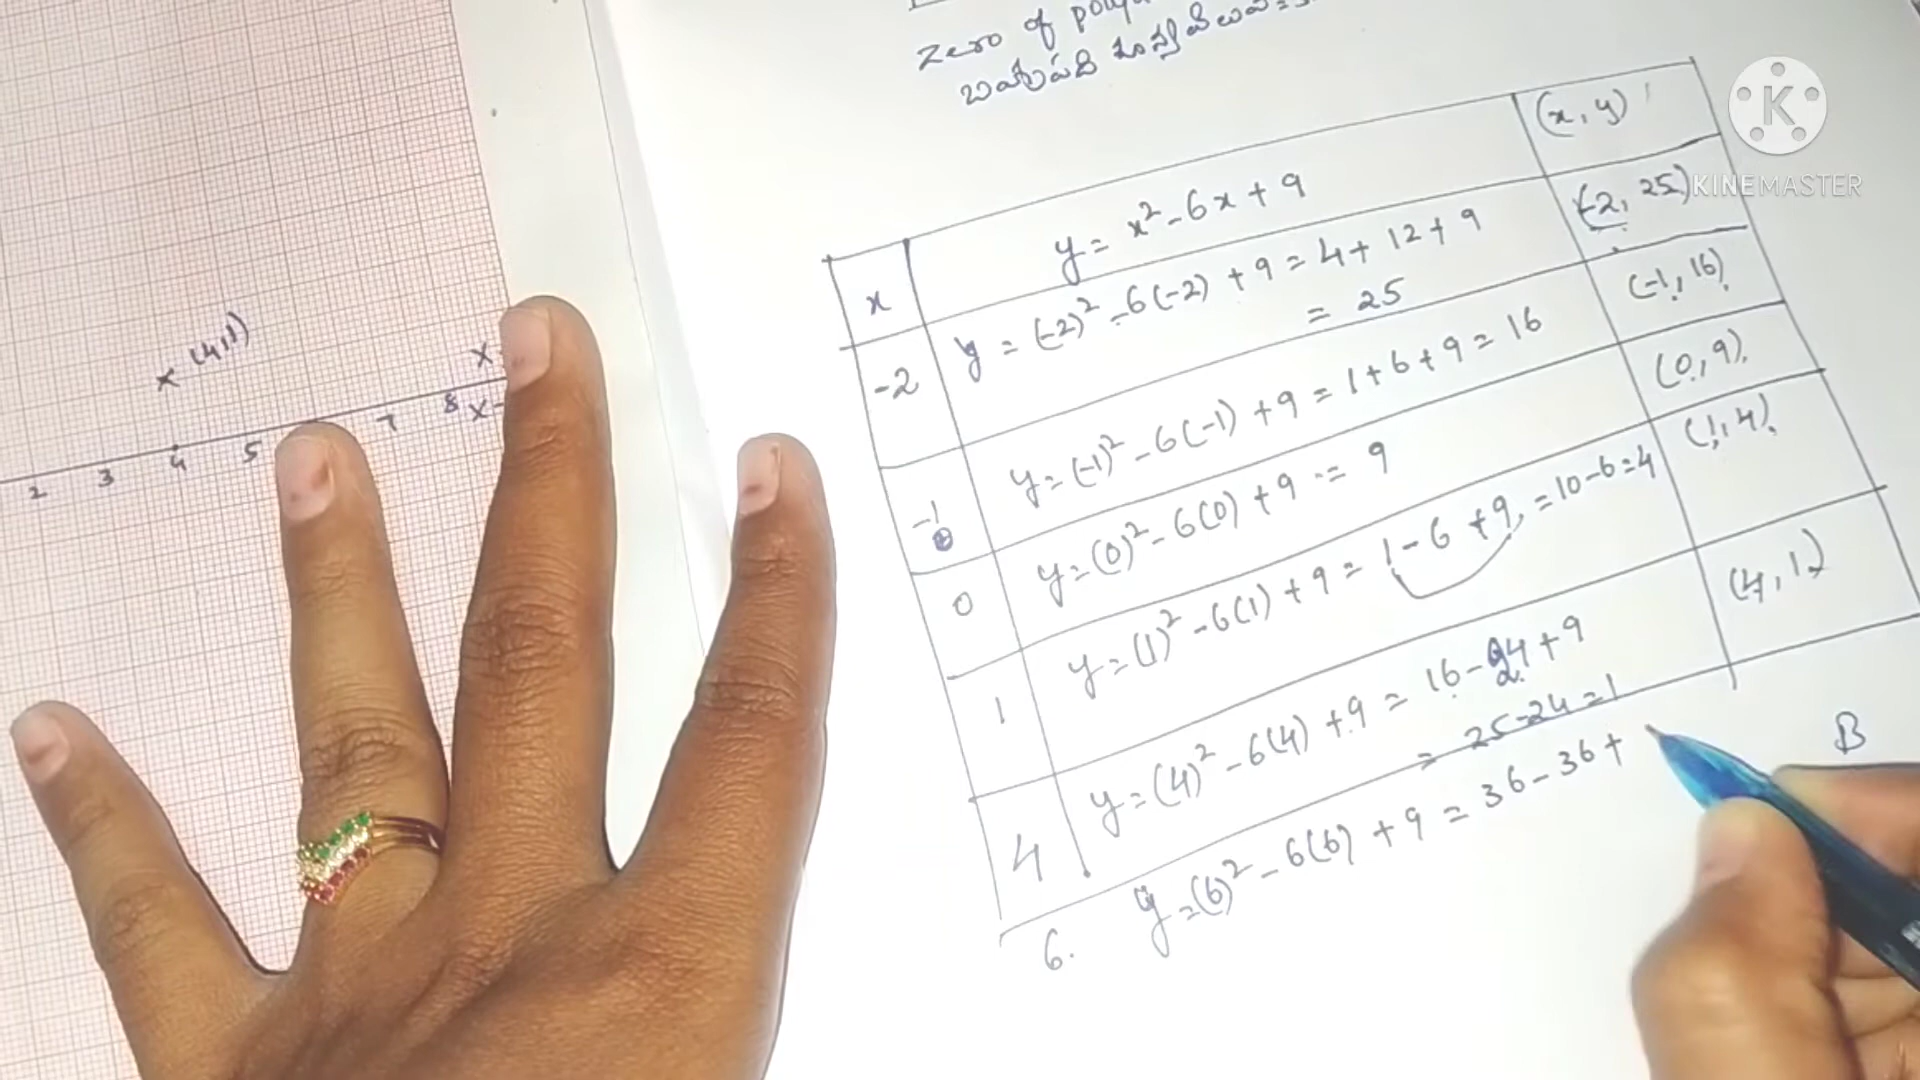 zero of
బహుపది శూన్య విలువ =
(4,1)
X
2 3 4 5 7 8 X
x y = x² - 6x + 9 (x, y)
-2 y = (-2)² - 6(-2) + 9 = 4 + 12 + 9 (-2, 25)
= 25
-1 y = (-1)² - 6(-1) + 9 = 1 + 6 + 9 = 16 (-1, 16)
0 y = (0)² - 6(0) + 9 = 9 (0, 9)
1 y = (1)² - 6(1) + 9 = 1 - 6 + 9 = 10 - 6 = 4 (1, 4)
4 y = (4)² - 6(4) + 9 = 16 - 24 + 9 (4, 1)
= 25 - 24 = 1
6. y = (6)² - 6(6) + 9 = 36 - 36 +
B
K
KINEMASTER